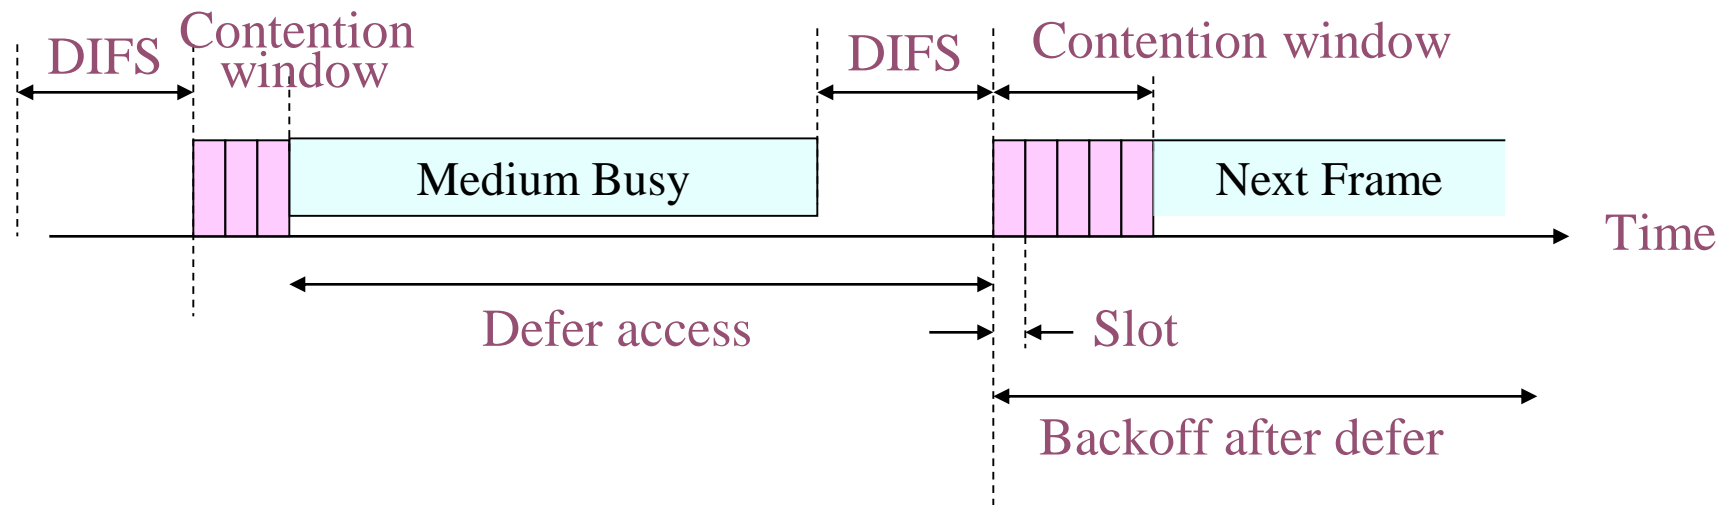 DIFS
Contention
window
DIFS
Contention window
Medium Busy
Next Frame
Time
Defer access
Slot
Backoff after defer